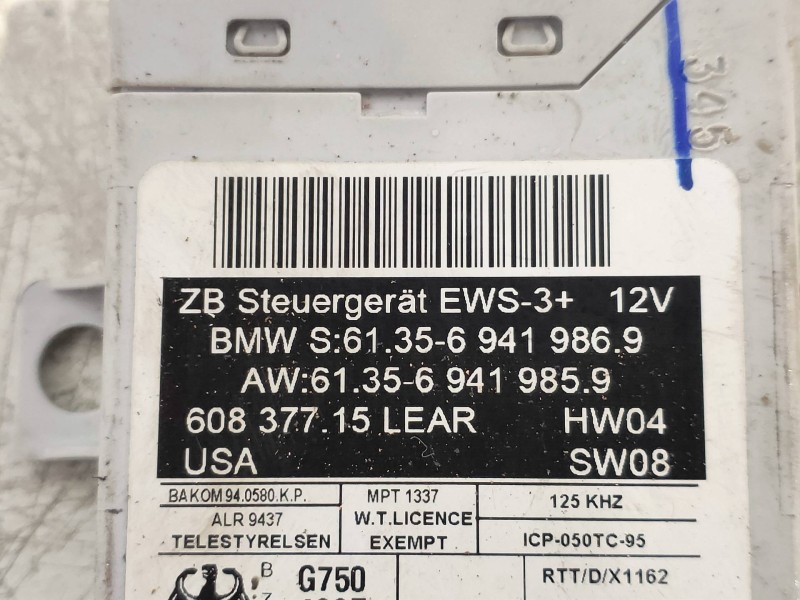 345
ZB Steuergerät EWS-3+ 12V
BMW S:61.35-6 941 986.9
AW:61.35-6 941 985.9
608 377.15 LEAR HW04
USA SW08
BAKOM 94.0580.K.P. MPT 1337 125 KHZ
ALR 9437 W.T.LICENCE
TELESTYRELSEN EXEMPT ICP-050TC-95
B G750 RTT/D/X1162
Z